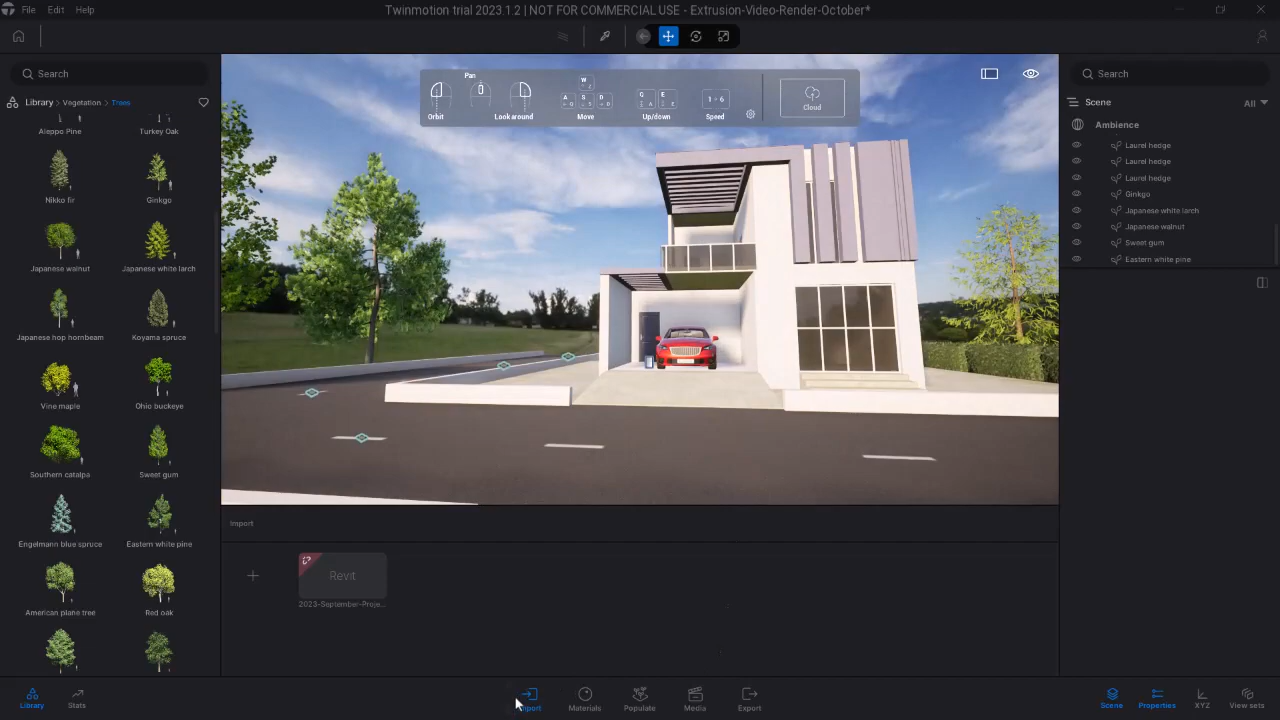 File Edit Help
Twinmotion trial 2023.1.2 | NOT FOR COMMERCIAL USE - Extrusion-Video-Render-October*
Search
Library > Vegetation > Trees
Aleppo Pine
Turkey Oak
Nikko fir
Ginkgo
Japanese walnut
Japanese white larch
Japanese hop hornbeam
Koyama spruce
Vine maple
Ohio buckeye
Southern catalpa
Sweet gum
Engelmann blue spruce
Eastern white pine
American plane tree
Red oak
Pan
Orbit
Look around
W
A S D
Move
Q E
Up/down
1 - 6
Speed
Cloud
Import
Revit
2023-September-Proje...
Search
Scene
All
Ambience
Laurel hedge
Laurel hedge
Laurel hedge
Ginkgo
Japanese white larch
Japanese walnut
Sweet gum
Eastern white pine
Library
Stats
Import
Materials
Populate
Media
Export
Scene
Properties
XYZ
View sets